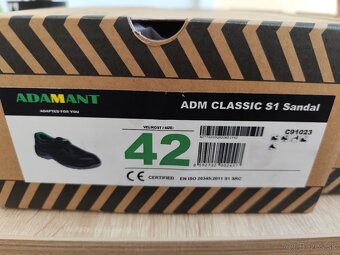 ADAMANT
ADAPTED FOR YOU
ADM CLASSIC S1 Sandal
VEĽKOSŤ / SIZE:
42
C91023
CE CERTIFIED EN ISO 20345:2011 S1 SRC